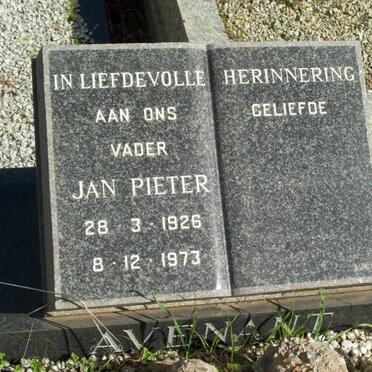 IN LIEFDEVOLLE HERINNERING
AAN ONS GELIEFDE
VADER
JAN PIETER
28 · 3 · 1926
8 · 12 · 1973